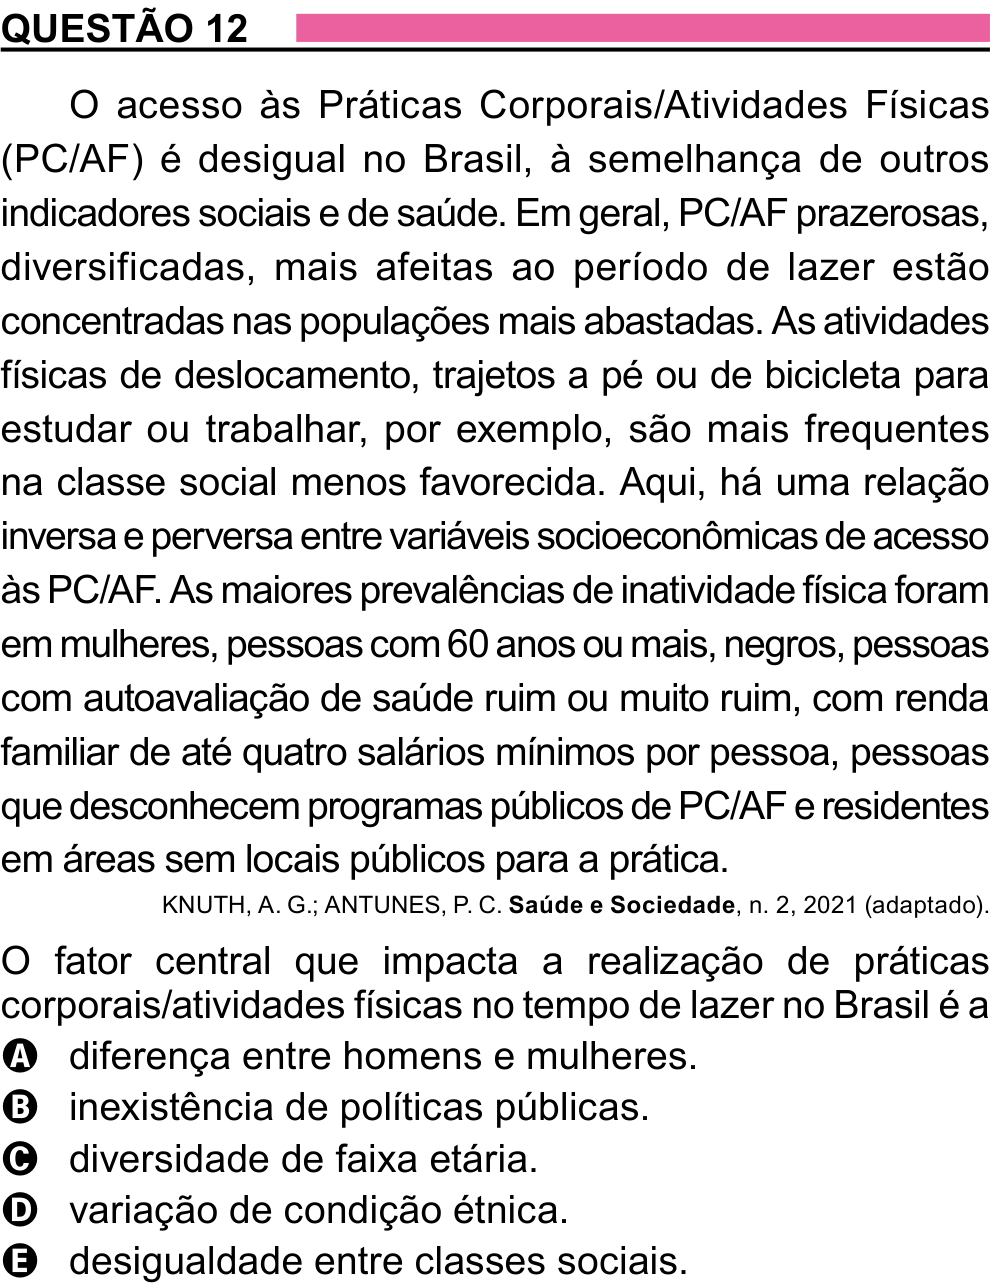 QUESTÃO 12
O acesso às Práticas Corporais/Atividades Físicas
(PC/AF) é desigual no Brasil, à semelhança de outros
indicadores sociais e de saúde. Em geral, PC/AF prazerosas,
diversificadas, mais afeitas ao período de lazer estão
concentradas nas populações mais abastadas. As atividades
físicas de deslocamento, trajetos a pé ou de bicicleta para
estudar ou trabalhar, por exemplo, são mais frequentes
na classe social menos favorecida. Aqui, há uma relação
inversa e perversa entre variáveis socioeconômicas de acesso
às PC/AF. As maiores prevalências de inatividade física foram
em mulheres, pessoas com 60 anos ou mais, negros, pessoas
com autoavaliação de saúde ruim ou muito ruim, com renda
familiar de até quatro salários mínimos por pessoa, pessoas
que desconhecem programas públicos de PC/AF e residentes
em áreas sem locais públicos para a prática.
KNUTH, A. G.; ANTUNES, P. C. Saúde e Sociedade, n. 2, 2021 (adaptado).
O fator central que impacta a realização de práticas
corporais/atividades físicas no tempo de lazer no Brasil é a
A diferença entre homens e mulheres.
B inexistência de políticas públicas.
C diversidade de faixa etária.
D variação de condição étnica.
E desigualdade entre classes sociais.